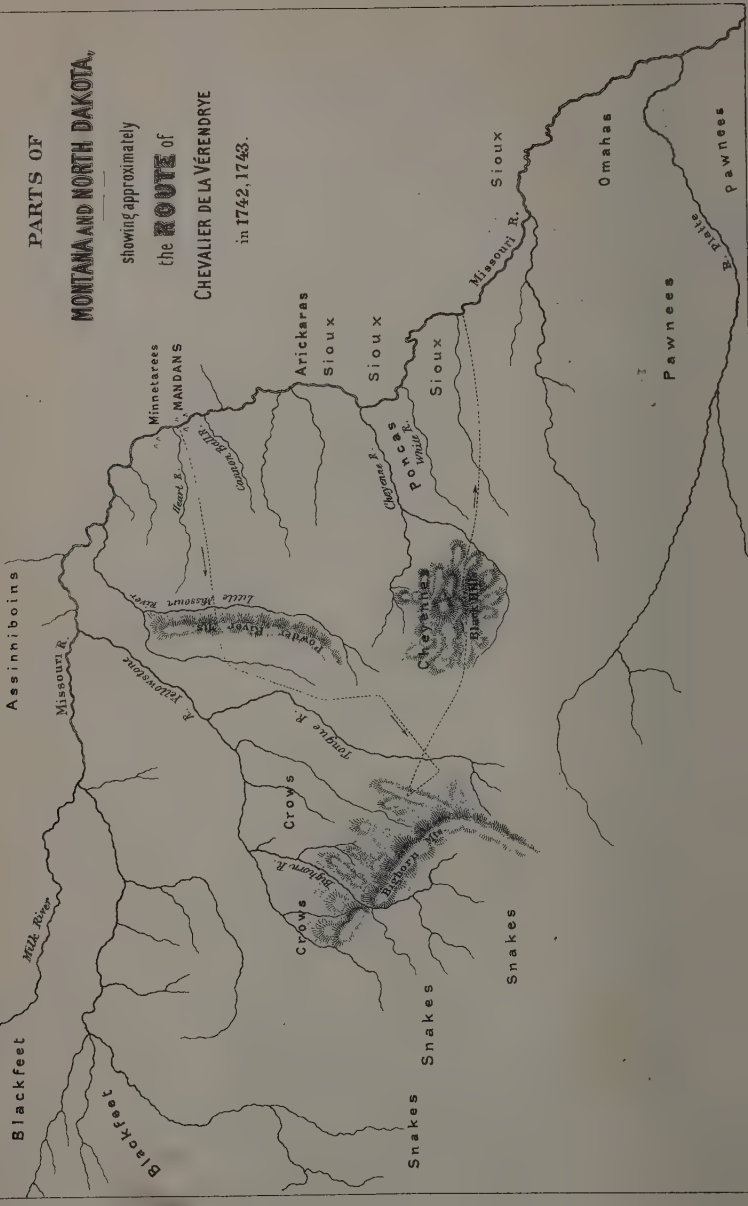 PARTS OF
MONTANA AND NORTH DAKOTA,
showing approximately
the ROUTE of
CHEVALIER DE LA VÉRENDRYE
in 1742, 1743.
Assinniboins
Missouri R.
Milk River
Blackfeet
Blackfeet
Minnetarees
MANDANS
Heart R.
Cannon Ball R.
Arickaras
Sioux
Sioux
Sioux
Sioux
Missouri R.
Little Missouri River
Powder River Mts
R. Yellowstone
Tongue R.
Cheyenne R.
Poncas
White R.
Cheyennes
Black Hills
Crows
Crows
Bighorn R.
Bighorn Mts.
Snakes
Snakes
Snakes
Omahas
Pawnees
Pawnees
R. Platte